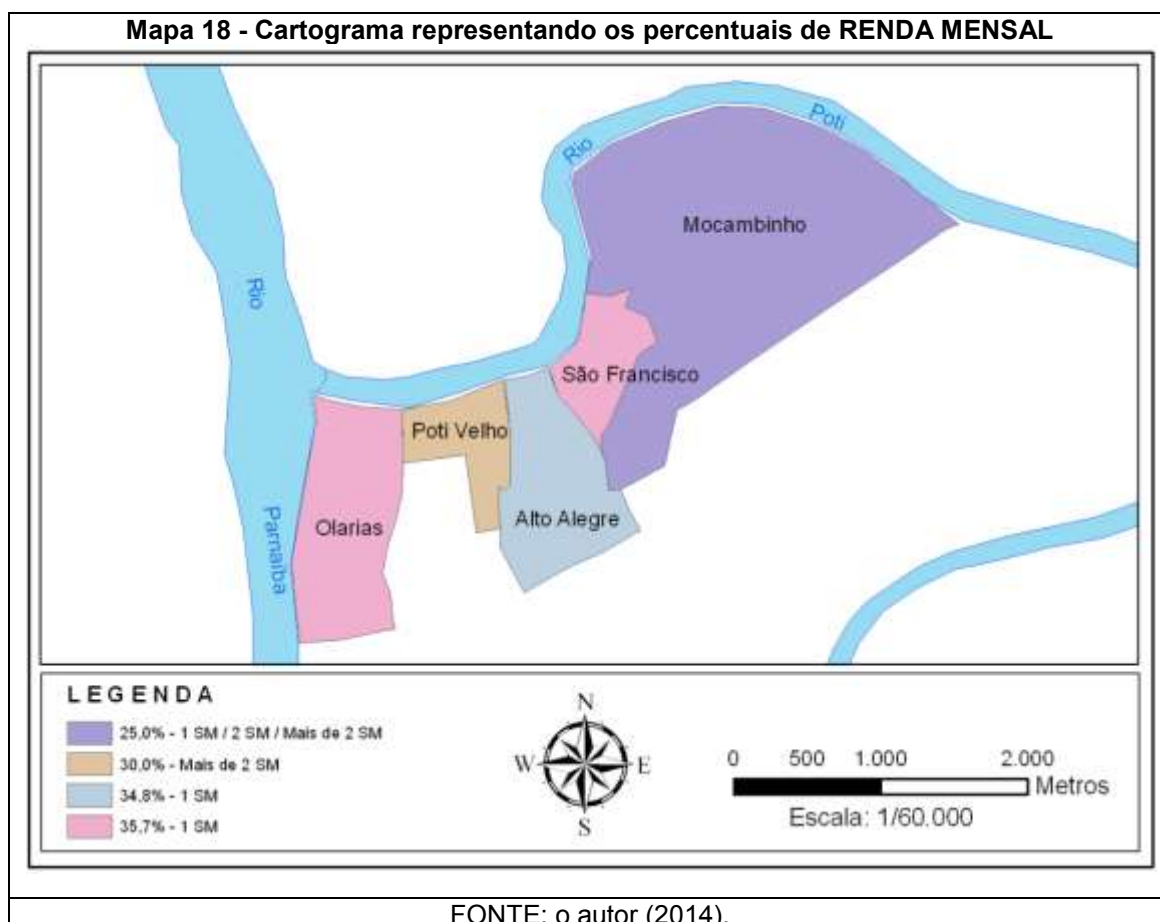 Mapa 18 - Cartograma representando os percentuais de RENDA MENSAL
Rio
Poti
Mocambinho
Rio
São Francisco
Poti Velho
Olarias
Alto Alegre
Parnaíba
LEGENDA
25,0% - 1 SM / 2 SM / Mais de 2 SM
30,0% - Mais de 2 SM
34,8% - 1 SM
35,7% - 1 SM
N
W
E
S
0 500 1.000 2.000
Metros
Escala: 1/60.000
FONTE: o autor (2014).